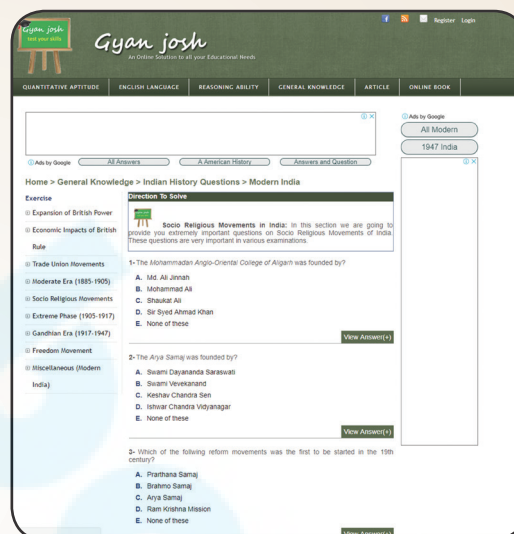 Gyan josh
test your skills
Gyan josh
An Online Solution to all your Educational Needs
Register Login
QUANTITATIVE APTITUDE ENGLISH LANGUAGE REASONING ABILITY GENERAL KNOWLEDGE ARTICLE ONLINE BOOK
Ads by Google All Answers A American History Answers and Question
Ads by Google
All Modern
1947 India
Home > General Knowledge > Indian History Questions > Modern India
Exercise
Expansion of British Power
Economic Impacts of British
Rule
Trade Union Movements
Moderate Era (1885-1905)
Socio Religious Movements
Extreme Phase (1905-1917)
Gandhian Era (1917-1947)
Freedom Movement
Miscellaneous (Modern
India)
Direction To Solve
Socio Religious Movements in India: In this section we are going to
provide you extremely important questions on Socio Religious Movements of India.
These questions are very important in various examinations.
1- The Mohammadan Anglo-Oriental College of Aligarh was founded by?
A. Md. Ali Jinnah
B. Mohammad Ali
C. Shaukat Ali
D. Sir Syed Ahmad Khan
E. None of these
View Answer(+)
2- The Arya Samaj was founded by?
A. Swami Dayananda Saraswati
B. Swami Vevekanand
C. Keshav Chandra Sen
D. Ishwar Chandra Vidyanagar
E. None of these
View Answer(+)
3- Which of the follwing reform movements was the first to be started in the 19th
century?
A. Prarthana Samaj
B. Brahmo Samaj
C. Arya Samaj
D. Ram Krishna Mission
E. None of these
View Answer(+)